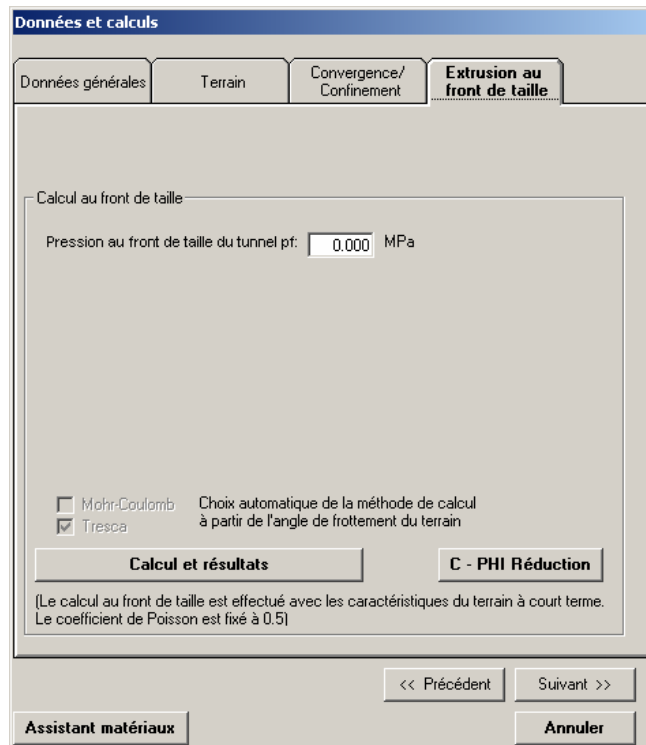 Données et calculs
Données générales
Terrain
Convergence/
Confinement
Extrusion au
front de taille
Calcul au front de taille
Pression au front de taille du tunnel pf: 0.000 MPa
Mohr-Coulomb
Tresca
Choix automatique de la méthode de calcul
à partir de l'angle de frottement du terrain
Calcul et résultats
C - PHI Réduction
(Le calcul au front de taille est effectué avec les caractéristiques du terrain à court terme.
Le coefficient de Poisson est fixé à 0.5)
<< Précédent
Suivant >>
Assistant matériaux
Annuler